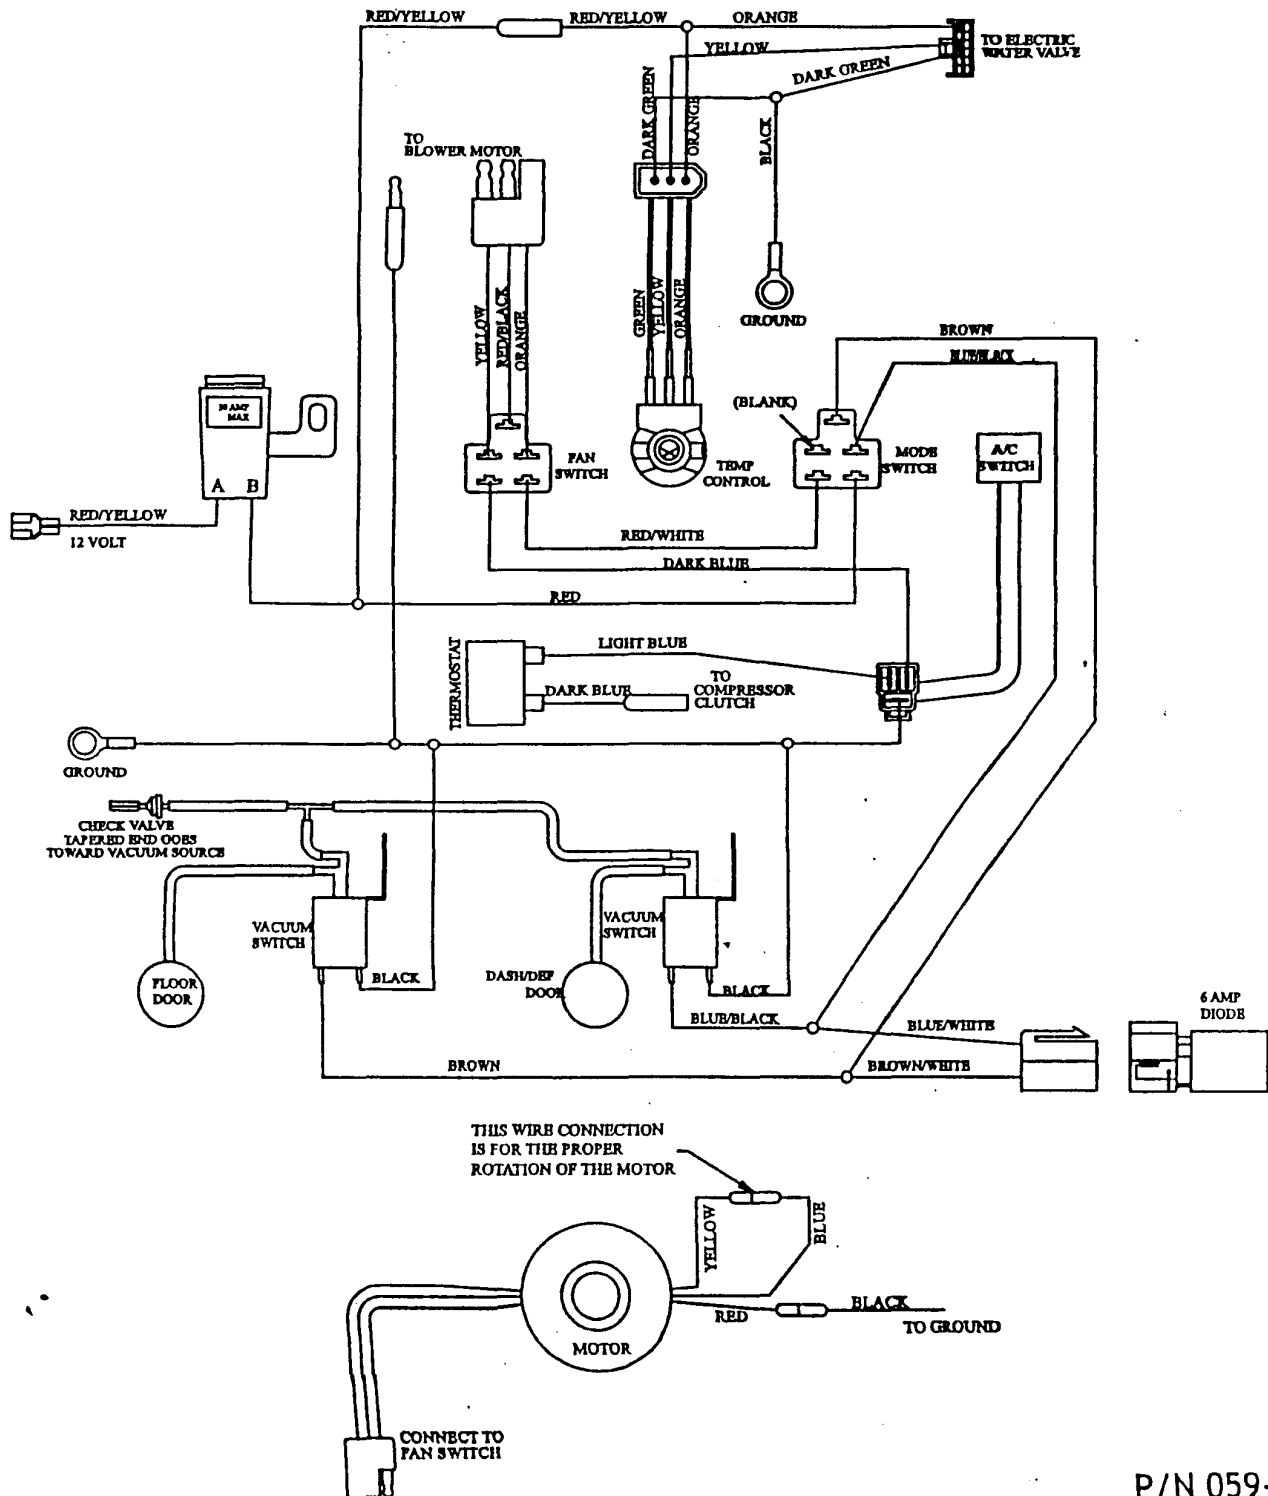 RED/YELLOW
RED/YELLOW
ORANGE
TO ELECTRIC
WATER VALVE
YELLOW
DARK GREEN
DARK GREEN
ORANGE
BLACK
TO
BLOWER MOTOR
GROUND
YELLOW
RED/BLACK
ORANGE
GREEN
YELLOW
ORANGE
BROWN
BLUE/BLACK
(BLANK)
AMP
MAX
A B
FAN
SWITCH
TEMP
CONTROL
MODE
SWITCH
A/C
SWITCH
RED/YELLOW
12 VOLT
RED/WHITE
DARK BLUE
RED
THERMOSTAT
LIGHT BLUE
DARK BLUE
TO
COMPRESSOR
CLUTCH
GROUND
CHECK VALVE
TAPERED END GOES
TOWARD VACUUM SOURCE
VACUUM
SWITCH
VACUUM
SWITCH
FLOOR
DOOR
BLACK
DASH/DEF
DOOR
BLACK
BLUE/BLACK
BLUE/WHITE
6 AMP
DIODE
BROWN
BROWN/WHITE
THIS WIRE CONNECTION
IS FOR THE PROPER
ROTATION OF THE MOTOR
YELLOW
BLUE
MOTOR
RED
BLACK
TO GROUND
CONNECT TO
FAN SWITCH
P/N 059-